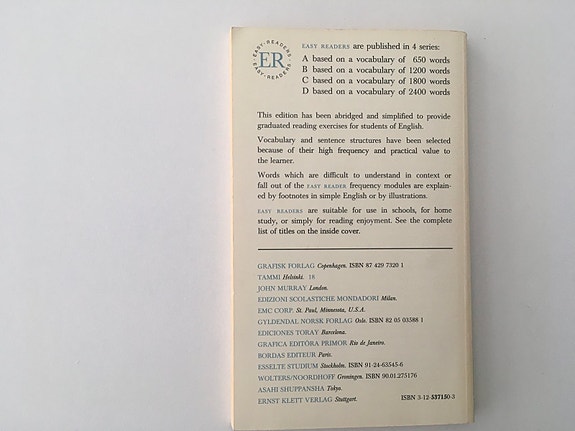 EASY · READERS
ER
EASY · READERS
EASY READERS are published in 4 series:
A based on a vocabulary of 650 words
B based on a vocabulary of 1200 words
C based on a vocabulary of 1800 words
D based on a vocabulary of 2400 words
This edition has been abridged and simplified to provide
graduated reading exercises for students of English.
Vocabulary and sentence structures have been selected
because of their high frequency and practical value to
the learner.
Words which are difficult to understand in context or
fall out of the EASY READER frequency modules are explain-
ed by footnotes in simple English or by illustrations.
EASY READERS are suitable for use in schools, for home
study, or simply for reading enjoyment. See the complete
list of titles on the inside cover.
GRAFISK FORLAG Copenhagen. ISBN 87 429 7320 1
TAMMI Helsinki. 18
JOHN MURRAY London.
EDIZIONI SCOLASTICHE MONDADORI Milan.
EMC CORP. St. Paul, Minnesota, U.S.A.
GYLDENDAL NORSK FORLAG Oslo. ISBN 82 05 03588 1
EDICIONES TORAY Barcelona.
GRAFICA EDITÔRA PRIMOR Rio de Janeiro.
BORDAS EDITEUR Paris.
ESSELTE STUDIUM Stockholm. ISBN 91-24-63545-6
WOLTERS/NOORDHOFF Groningen. ISBN 90.01.275176
ASAHI SHUPPANSHA Tokyo.
ERNST KLETT VERLAG Stuttgart. ISBN 3-12-537130-3